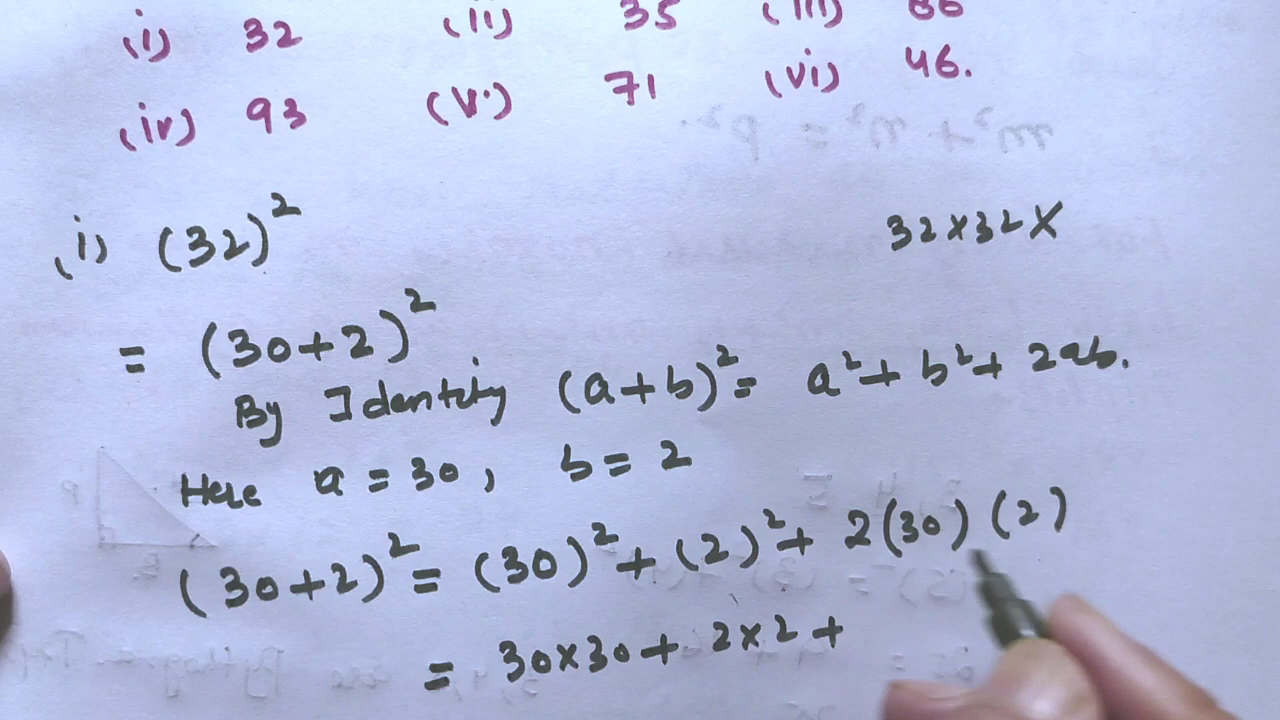 (i) 32 (ii) 35 (iii) 86
(iv) 93 (v) 71 (vi) 46.
(i) (32)² 32×32×
= (30+2)²
By Identity (a+b)² = a²+b²+2ab.
Here a=30, b=2
(30+2)² = (30)²+(2)²+2(30)(2)
= 30×30+2×2+